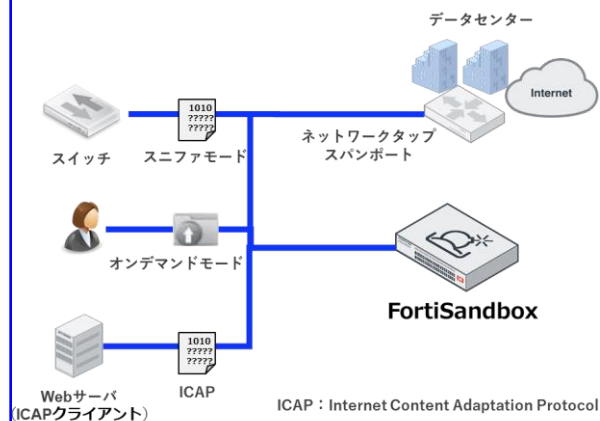 データセンター
Internet
1010
?????
?????
スイッチ
スニファモード
ネットワークタップ
スパンポート
オンデマンドモード
FortiSandbox
1010
?????
?????
Webサーバ
(ICAPクライアント)
ICAP
ICAP：Internet Content Adaptation Protocol